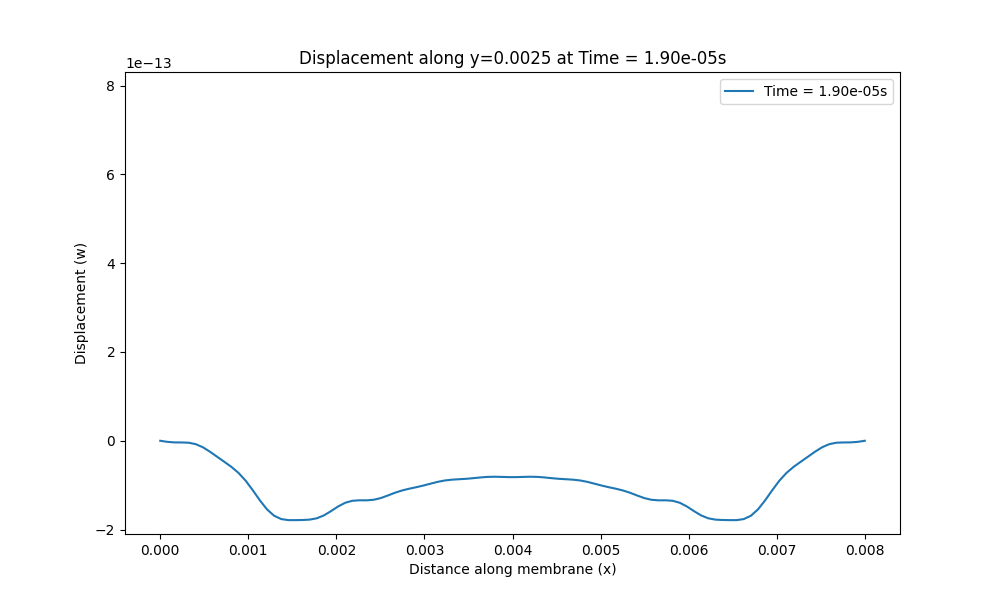 Displacement along y=0.0025 at Time = 1.90e-05s
1e−13
Time = 1.90e-05s
8
6
4
2
0
−2
Displacement (w)
0.000 0.001 0.002 0.003 0.004 0.005 0.006 0.007 0.008
Distance along membrane (x)